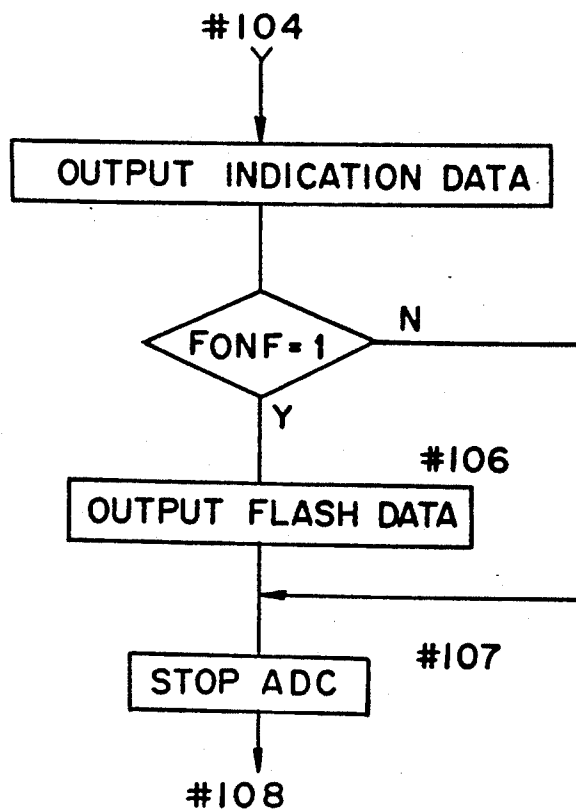 #104
OUTPUT INDICATION DATA
FONF=1
N
Y
#106
OUTPUT FLASH DATA
#107
STOP ADC
#108